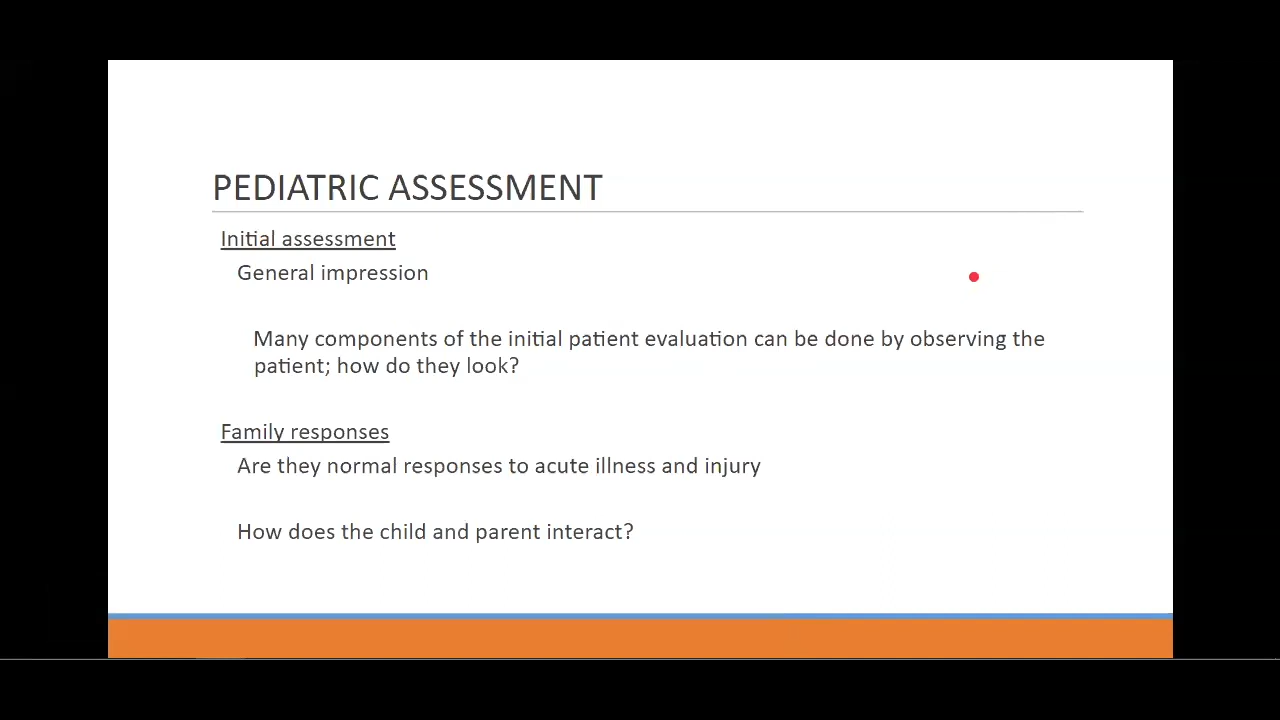 PEDIATRIC ASSESSMENT
Initial assessment
General impression
Many components of the initial patient evaluation can be done by observing the
patient; how do they look?
Family responses
Are they normal responses to acute illness and injury
How does the child and parent interact?